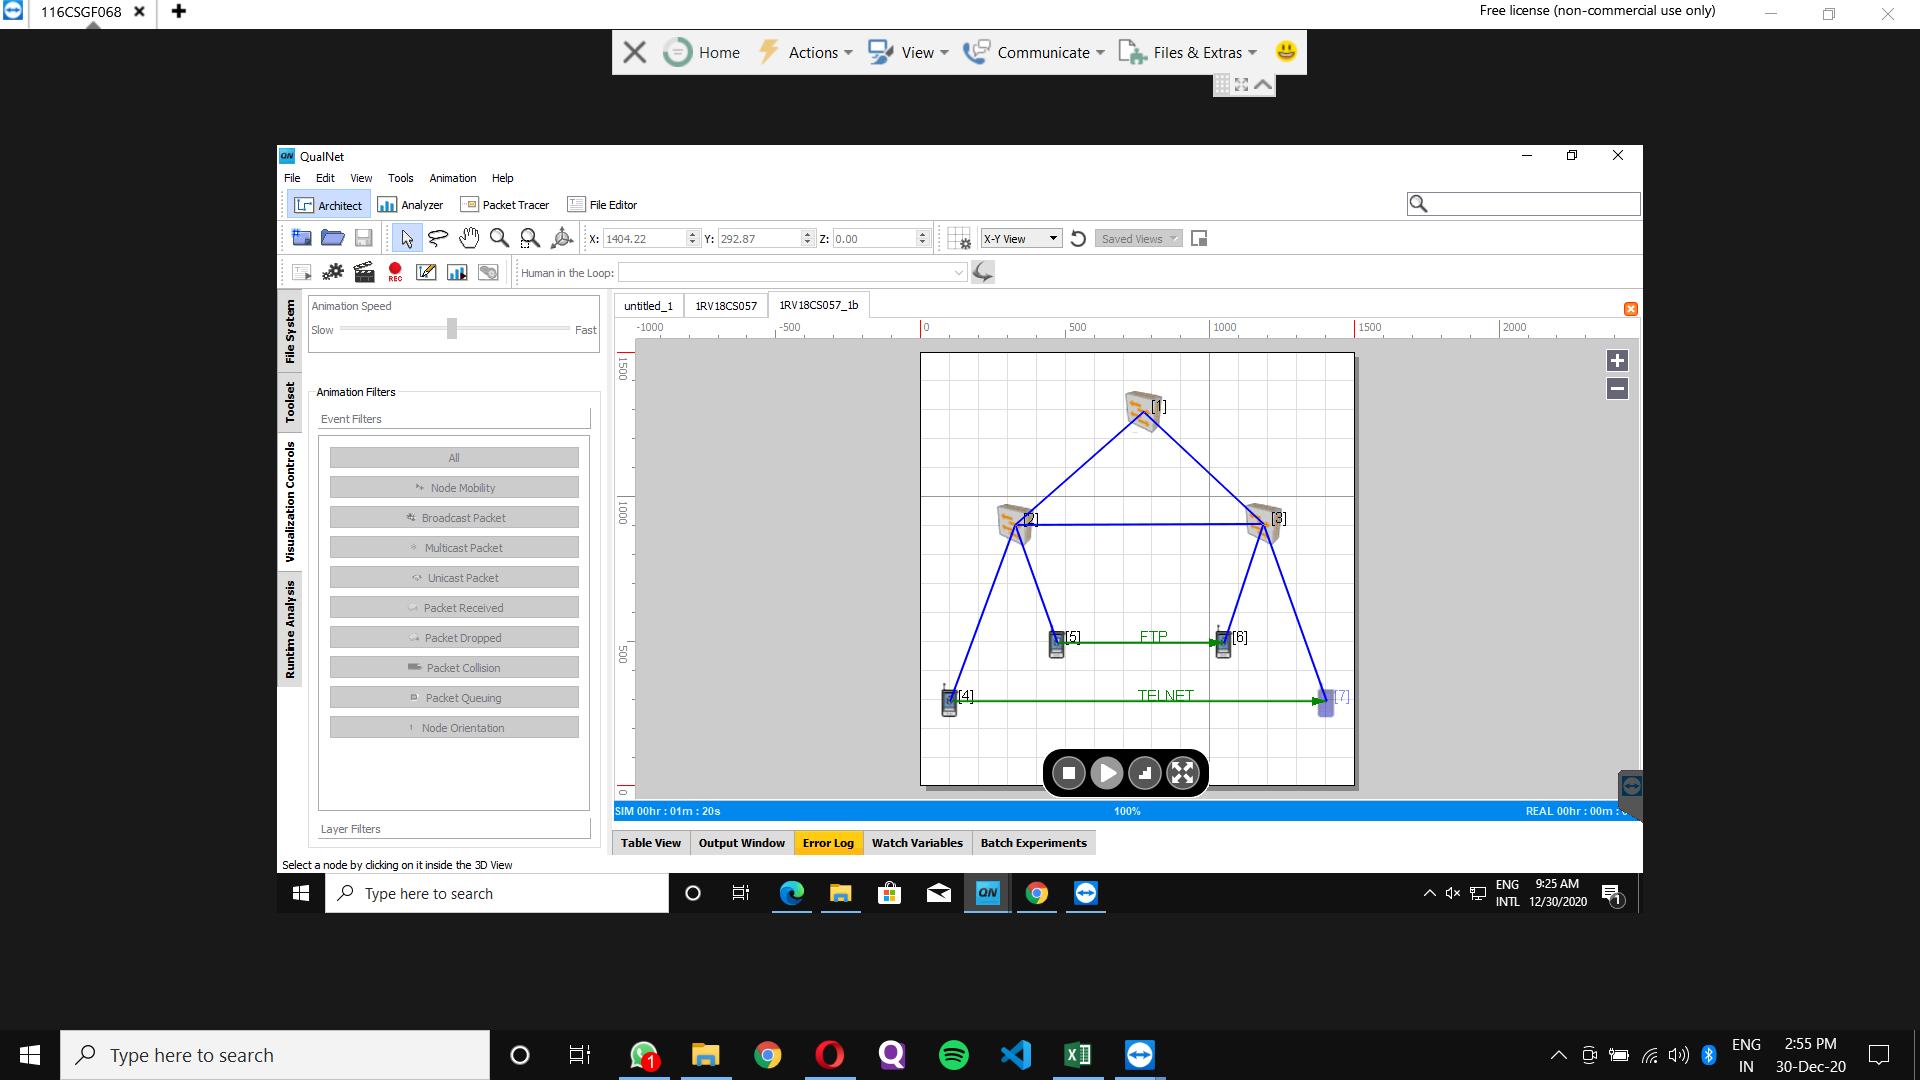 116CSGF068
Free license (non-commercial use only)
Home Actions View Communicate Files & Extras
QN QualNet
File Edit View Tools Animation Help
Architect Analyzer Packet Tracer File Editor
X: 1404.22 Y: 292.87 Z: 0.00 X-Y View Saved Views
REC Human in the Loop:
File System
Toolset
Visualization Controls
Runtime Analysis
Animation Speed
Slow Fast
Animation Filters
Event Filters
All
Node Mobility
Broadcast Packet
Multicast Packet
Unicast Packet
Packet Received
Packet Dropped
Packet Collision
Packet Queuing
Node Orientation
Layer Filters
untitled_1 1RV18CS057 1RV18CS057_1b
-1000 -500 0 500 1000 1500 2000
1500
1000
500
0
[1]
[2] [3]
[5] FTP [6]
[4] TELNET [7]
SIM 00hr : 01m : 20s 100% REAL 00hr : 00m :
Table View Output Window Error Log Watch Variables Batch Experiments
Select a node by clicking on it inside the 3D View
Type here to search QN ENG INTL 9:25 AM 12/30/2020 1
Type here to search 1 ENG IN 2:55 PM 30-Dec-20